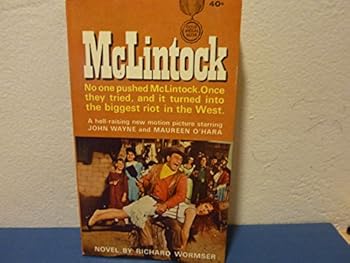 40¢
McLintock
No one pushed McLintock. Once
they tried, and it turned into
the biggest riot in the West.
A hell-raising new motion picture starring
JOHN WAYNE and MAUREEN O'HARA
NOVEL BY RICHARD WORMSER